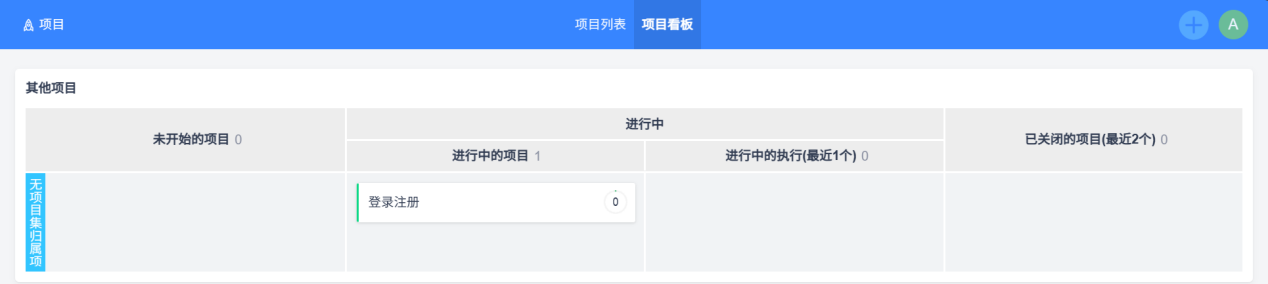 项目
项目列表 项目看板
A
其他项目
未开始的项目 0
进行中
进行中的项目 1
进行中的执行(最近1个) 0
已关闭的项目(最近2个) 0
无项目集归属项
登录注册
0